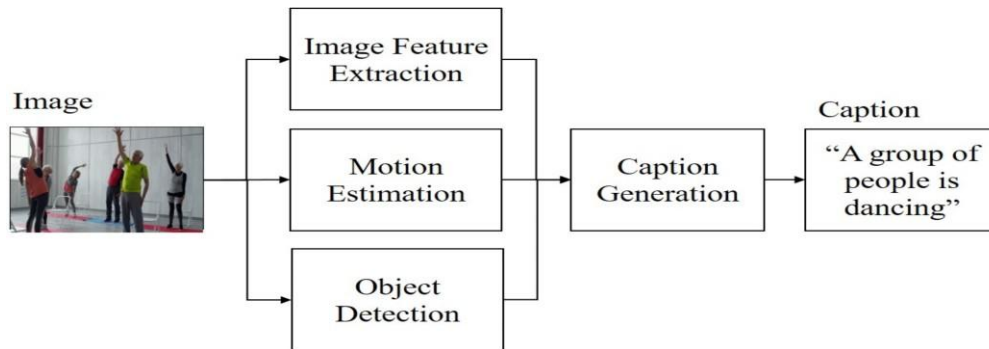 Image
Image Feature
Extraction
Motion
Estimation
Object
Detection
Caption
Generation
Caption
“A group of
people is
dancing”